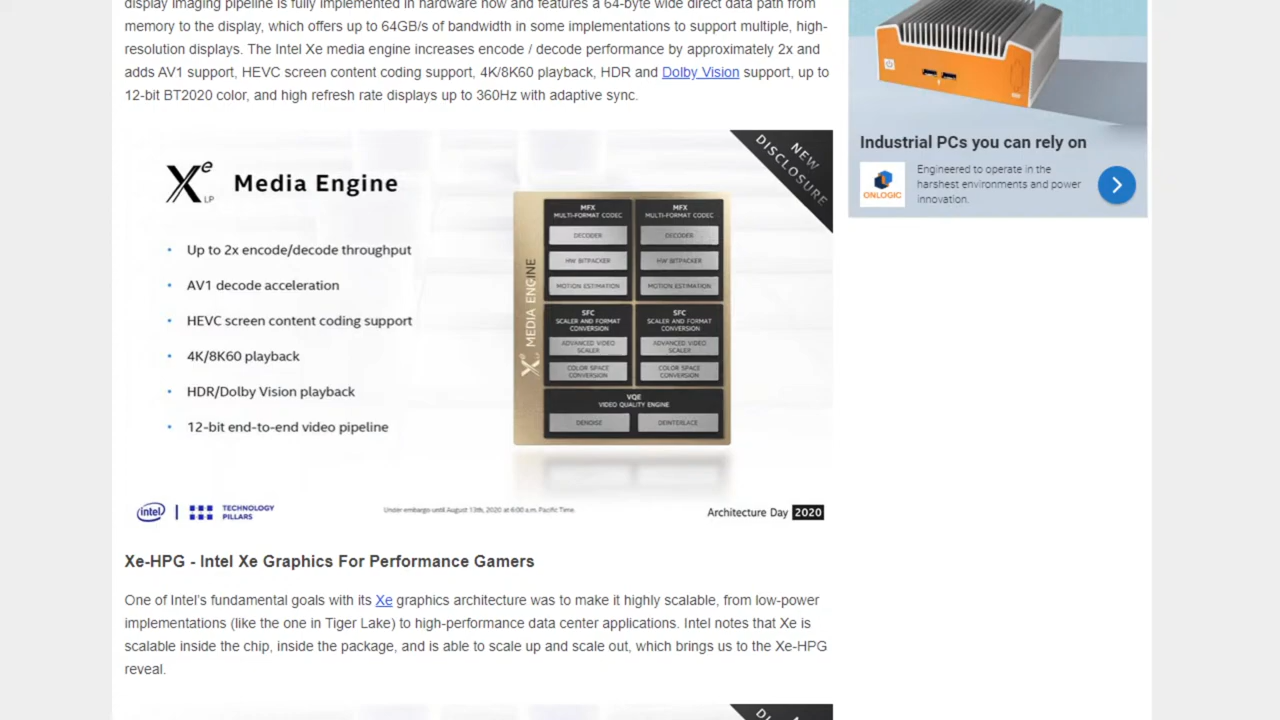 display imaging pipeline is fully implemented in hardware now and features a 64-byte wide direct data path from
memory to the display, which offers up to 64GB/s of bandwidth in some implementations to support multiple, high-
resolution displays. The Intel Xe media engine increases encode / decode performance by approximately 2x and
adds AV1 support, HEVC screen content coding support, 4K/8K60 playback, HDR and Dolby Vision support, up to
12-bit BT2020 color, and high refresh rate displays up to 360Hz with adaptive sync.
Xe LP Media Engine
NEW
DISCLOSURE
• Up to 2x encode/decode throughput
• AV1 decode acceleration
• HEVC screen content coding support
• 4K/8K60 playback
• HDR/Dolby Vision playback
• 12-bit end-to-end video pipeline
Xe LP MEDIA ENGINE
MFX
MULTI-FORMAT CODEC
DECODER
HW BITPACKER
MOTION ESTIMATION
MFX
MULTI-FORMAT CODEC
DECODER
HW BITPACKER
MOTION ESTIMATION
SFC
SCALER AND FORMAT
CONVERSION
ADVANCED VIDEO
SCALER
COLOR SPACE
CONVERSION
SFC
SCALER AND FORMAT
CONVERSION
ADVANCED VIDEO
SCALER
COLOR SPACE
CONVERSION
VQE
VIDEO QUALITY ENGINE
DENOISE
DEINTERLACE
intel
TECHNOLOGY
PILLARS
Under embargo until August 13th, 2020 at 6:00 a.m. Pacific Time.
Architecture Day 2020
Xe-HPG - Intel Xe Graphics For Performance Gamers
One of Intel's fundamental goals with its Xe graphics architecture was to make it highly scalable, from low-power
implementations (like the one in Tiger Lake) to high-performance data center applications. Intel notes that Xe is
scalable inside the chip, inside the package, and is able to scale up and scale out, which brings us to the Xe-HPG
reveal.
Industrial PCs you can rely on
ONLOGIC
Engineered to operate in the
harshest environments and power
innovation.